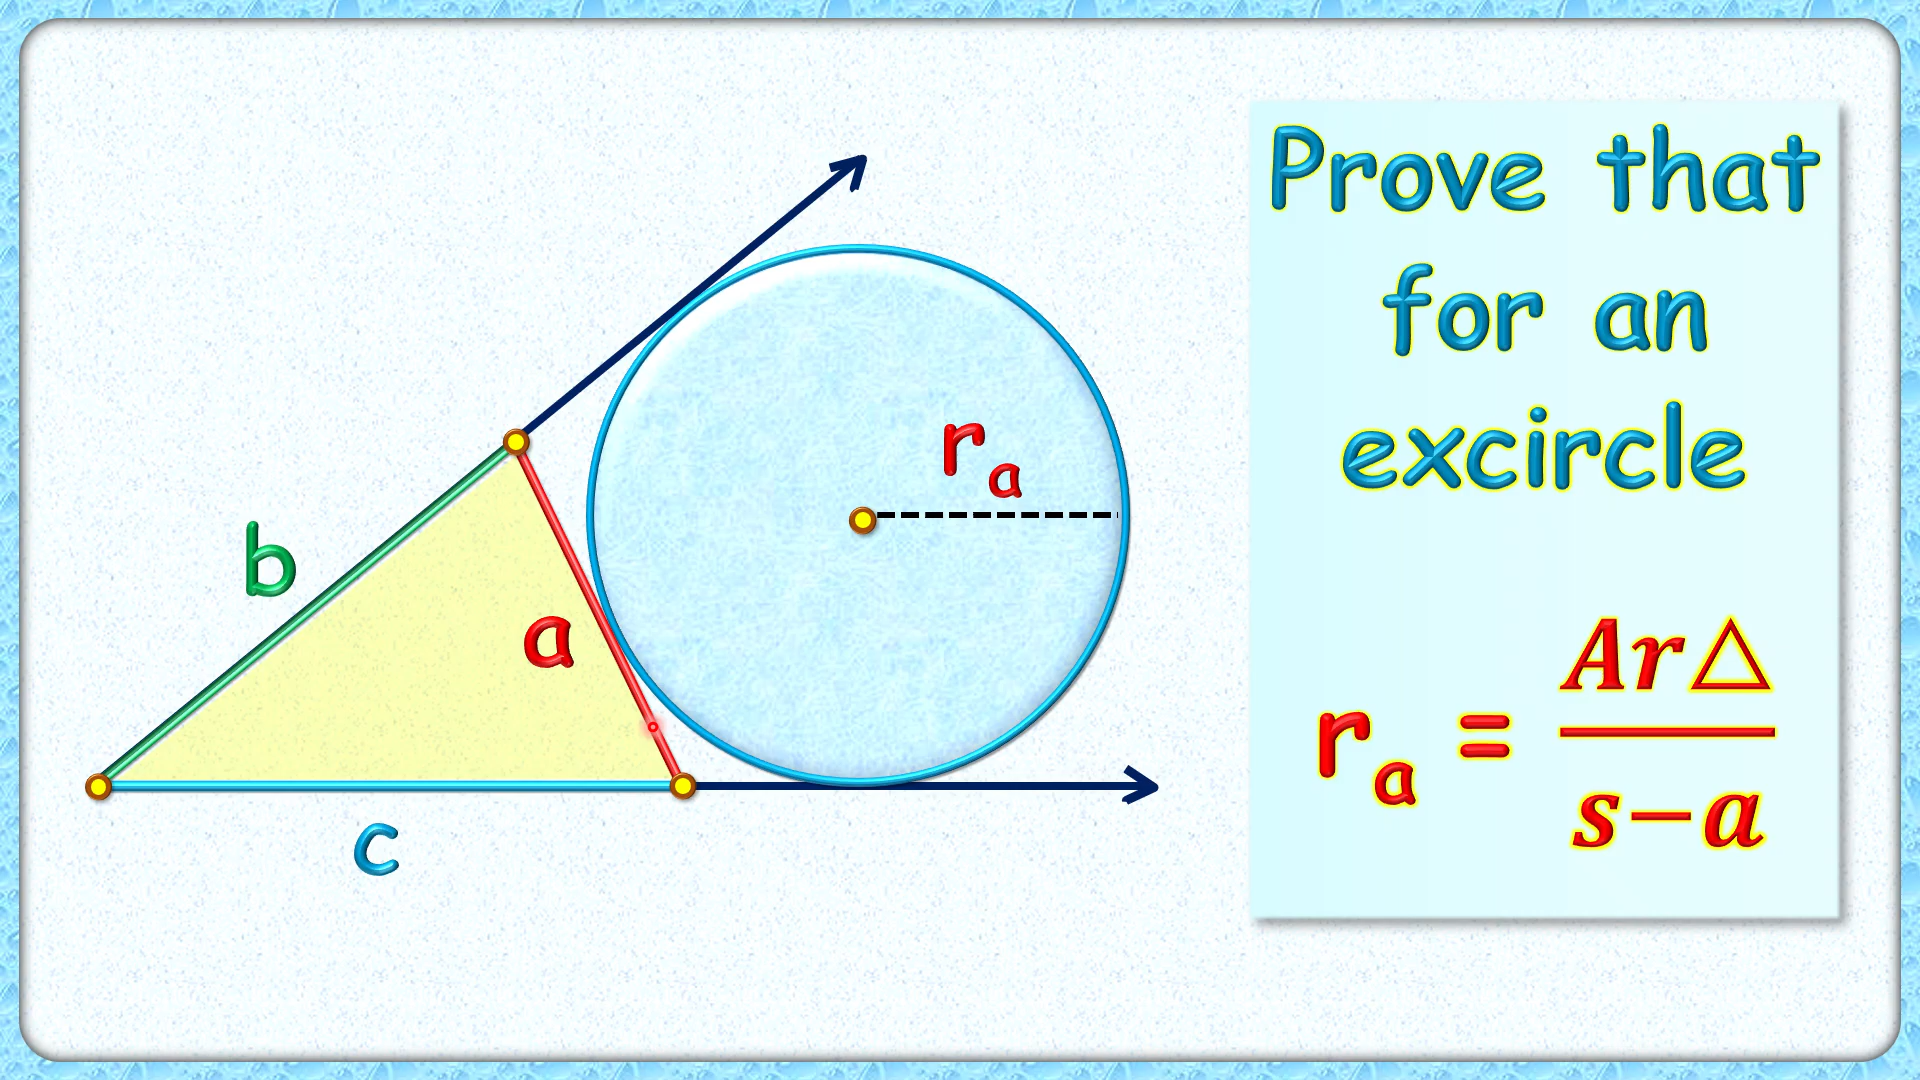 Prove that
for an
excircle
r_a = Ar△ / s−a
r_a
b
a
c